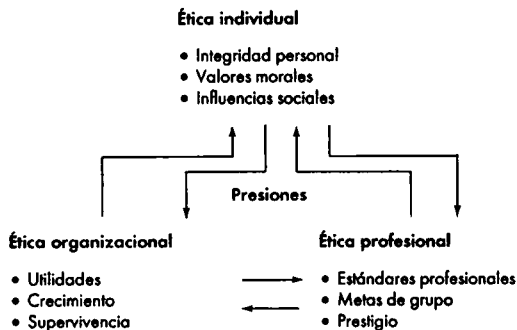 Ética individual
• Integridad personal
• Valores morales
• Influencias sociales
Presiones
Ética organizacional
• Utilidades
• Crecimiento
• Supervivencia
Ética profesional
• Estándares profesionales
• Metas de grupo
• Prestigio